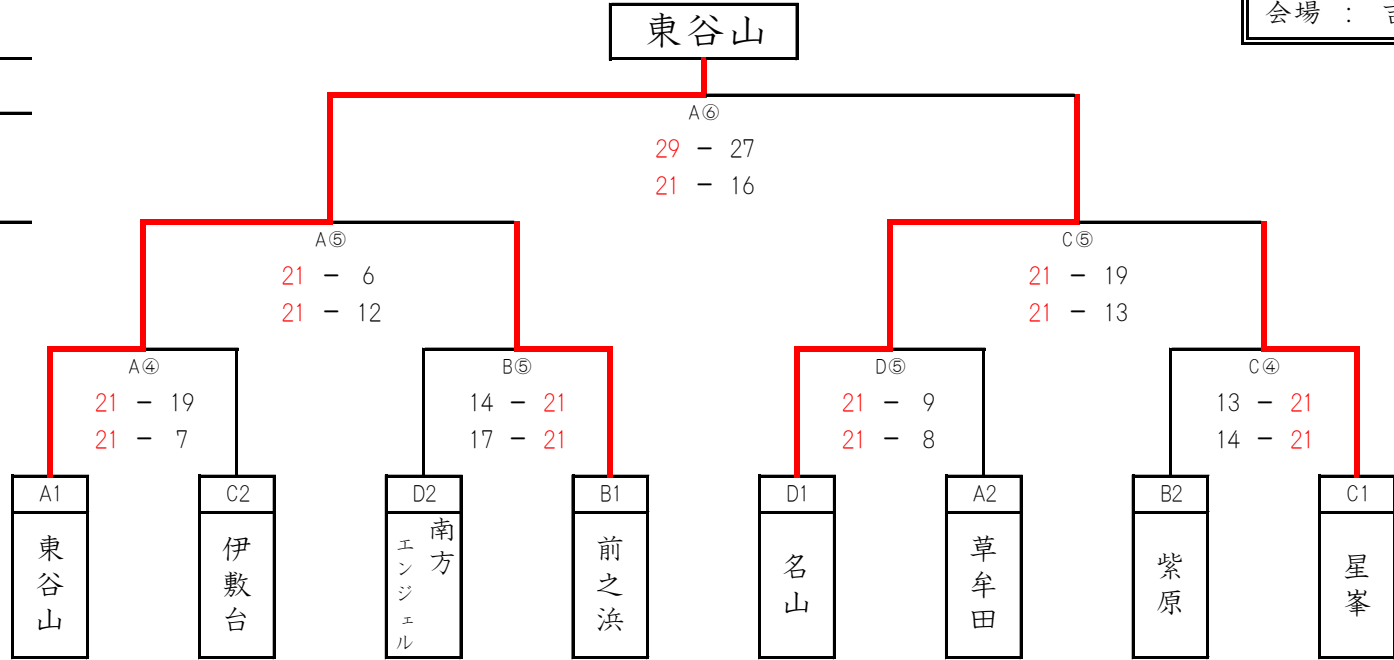 東谷山
会場 :
A⑥
29 − 27
21 − 16
A⑤
21 − 6
21 − 12
C⑤
21 − 19
21 − 13
A④
21 − 19
21 − 7
B⑤
14 − 21
17 − 21
D⑤
21 − 9
21 − 8
C④
13 − 21
14 − 21
A1
東谷山
C2
伊敷台
D2
南方
エンジェル
B1
前之浜
D1
名山
A2
草牟田
B2
紫原
C1
星峯